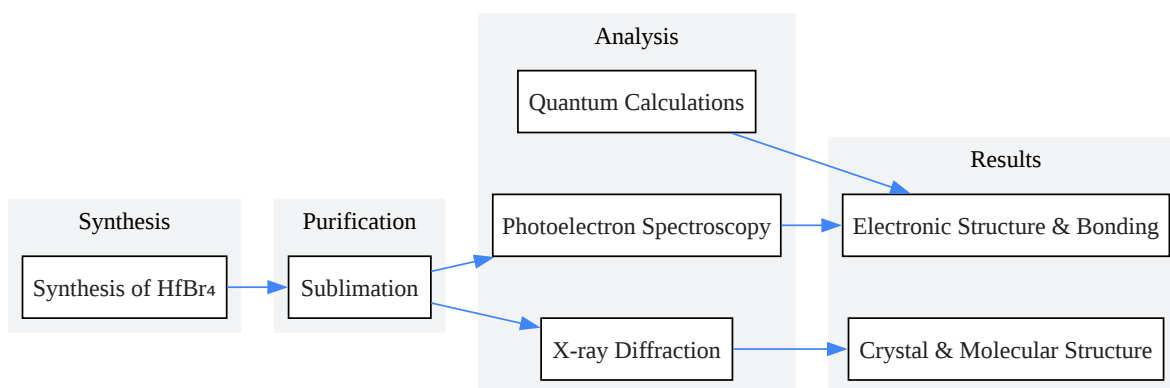 Synthesis
Synthesis of HfBr₄
Purification
Sublimation
Analysis
Quantum Calculations
Photoelectron Spectroscopy
X-ray Diffraction
Results
Electronic Structure & Bonding
Crystal & Molecular Structure